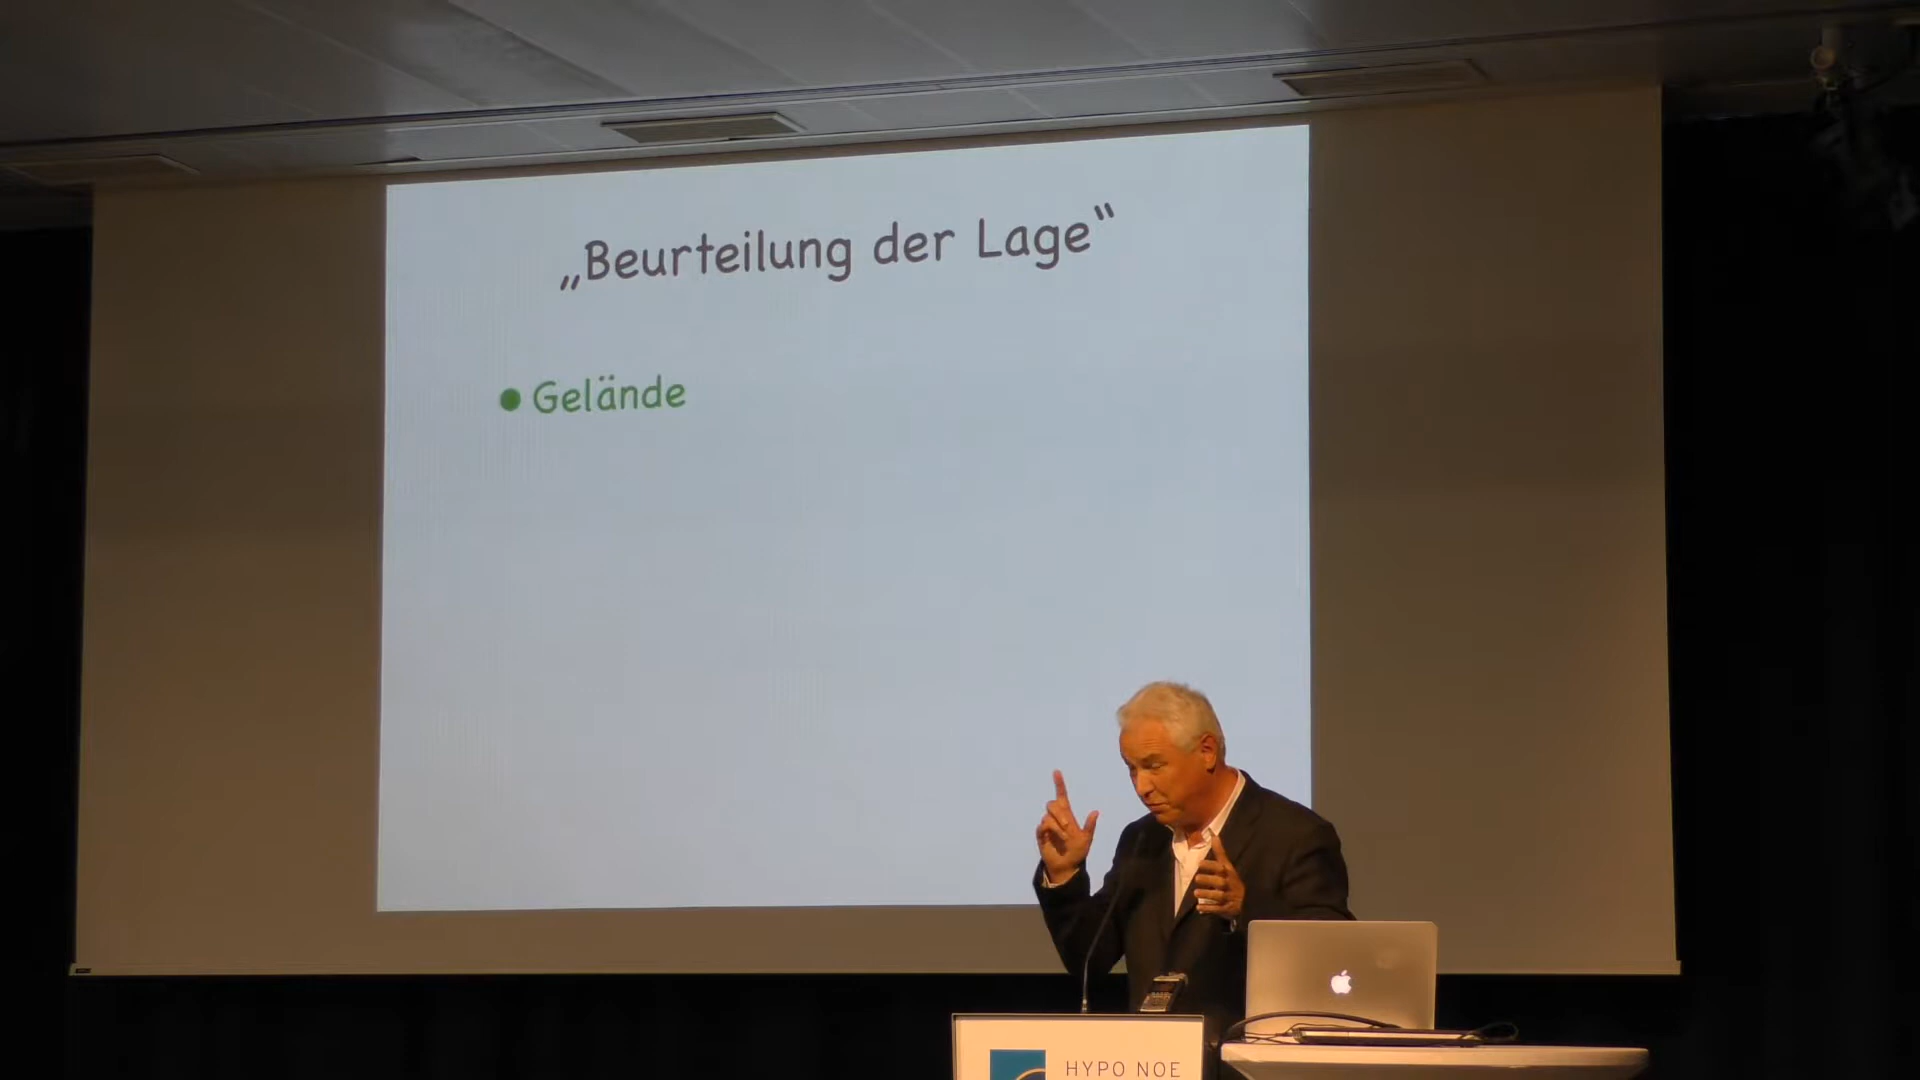 „Beurteilung der Lage“
● Gelände
HYPO NOE